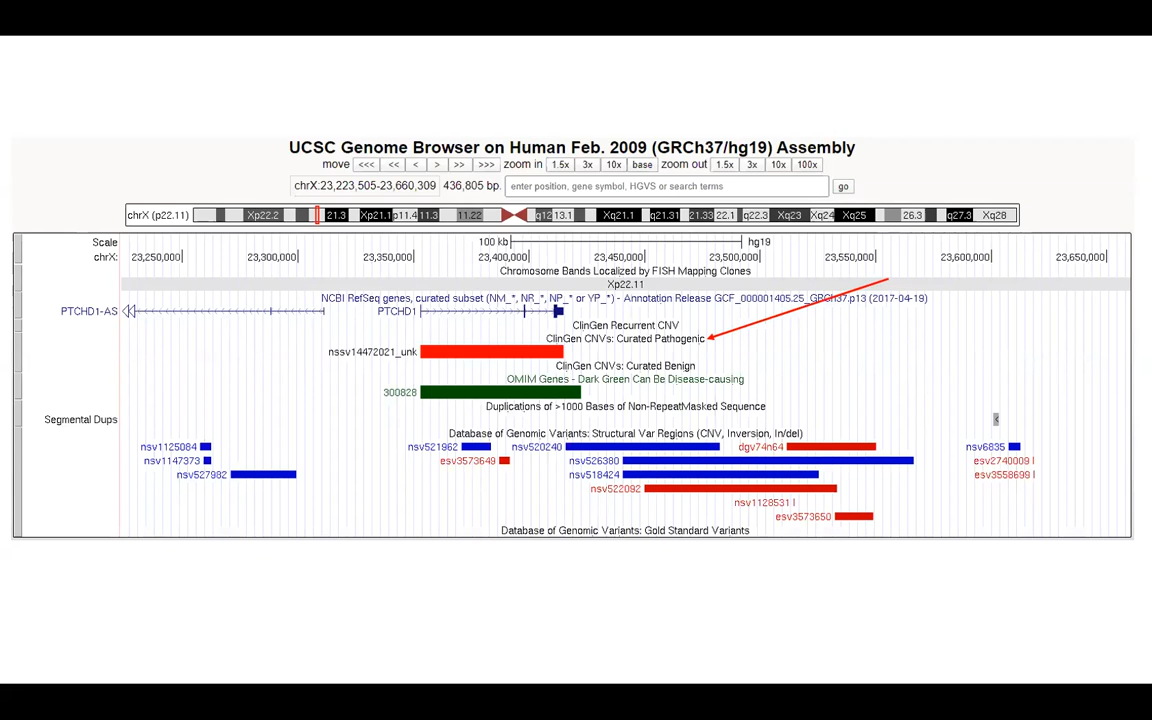 UCSC Genome Browser on Human Feb. 2009 (GRCh37/hg19) Assembly
move <<< << < > >> >>> zoom in 1.5x 3x 10x base zoom out 1.5x 3x 10x 100x
chrX:23,223,505-23,660,309 436,805 bp. enter position, gene symbol, HGVS or search terms go
chrX (p22.11) Xp22.2 21.3 Xp21.1 p11.4 11.3 11.22 q12 13.1 Xq21.1 q21.31 21.33 22.1 q22.3 Xq23 Xq24 Xq25 26.3 q27.3 Xq28
Scale 100 kb hg19
chrX: 23,250,000 23,300,000 23,350,000 23,400,000 23,450,000 23,500,000 23,550,000 23,600,000 23,650,000
Chromosome Bands Localized by FISH Mapping Clones
Xp22.11
NCBI RefSeq genes, curated subset (NM_*, NR_*, NP_* or YP_*) - Annotation Release GCF_000001405.25_GRCh37.p13 (2017-04-19)
PTCHD1-AS PTCHD1
ClinGen Recurrent CNV
ClinGen CNVs: Curated Pathogenic
nssv14472021_unk
ClinGen CNVs: Curated Benign
OMIM Genes - Dark Green Can Be Disease-causing
300828
Duplications of >1000 Bases of Non-RepeatMasked Sequence
Segmental Dups
Database of Genomic Variants: Structural Var Regions (CNV, Inversion, In/del)
nsv1125084 nsv521962 nsv520240 dgv74n64 nsv6835
nsv1147373 esv3573649 nsv526380 esv2740009
nsv527982 nsv518424 esv3558699
nsv522092
nsv1128531
esv3573650
Database of Genomic Variants: Gold Standard Variants